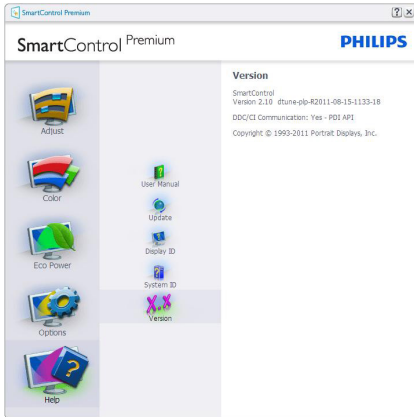 SmartControl Premium
SmartControl Premium
PHILIPS
Adjust
Color
Eco Power
Options
Help
User Manual
Update
Display ID
System ID
X.X
Version
Version
SmartControl
Version 2.10 dtune-plp-R2011-08-15-1133-18
DDC/CI Communication: Yes - PDI API
Copyright © 1993-2011 Portrait Displays, Inc.